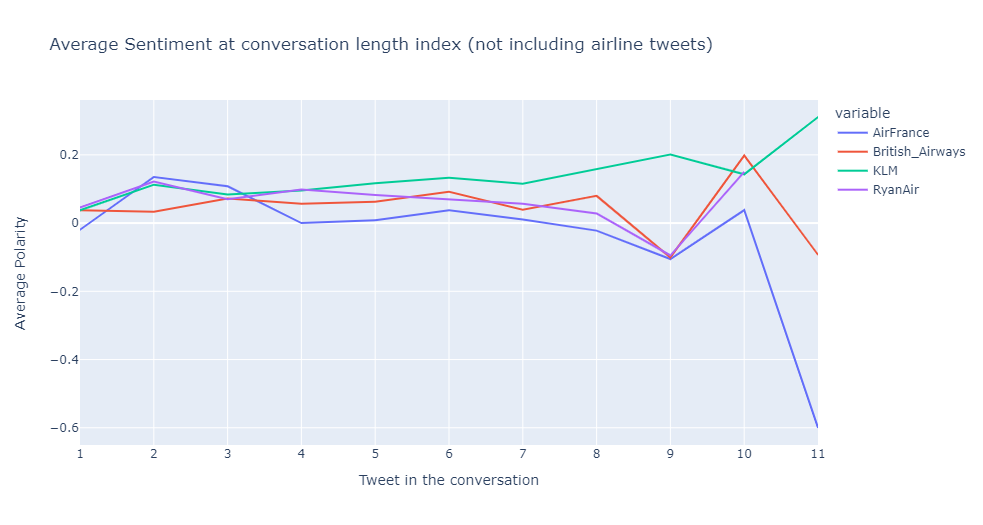 Average Sentiment at conversation length index (not including airline tweets)
variable
AirFrance
British_Airways
KLM
RyanAir
Average Polarity
0.2
0
−0.2
−0.4
−0.6
1 2 3 4 5 6 7 8 9 10 11
Tweet in the conversation